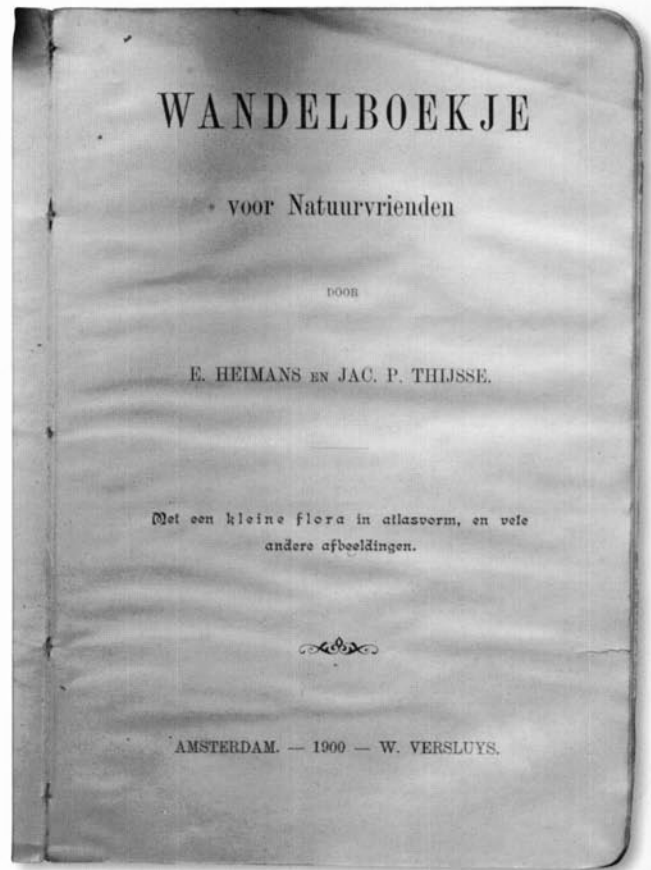 WANDELBOEKJE
voor Natuurvrienden
DOOR
E. HEIMANS EN JAC. P. THIJSSE.
Met een kleine flora in atlasvorm, en vele
andere afbeeldingen.
AMSTERDAM. — 1900 — W. VERSLUYS.